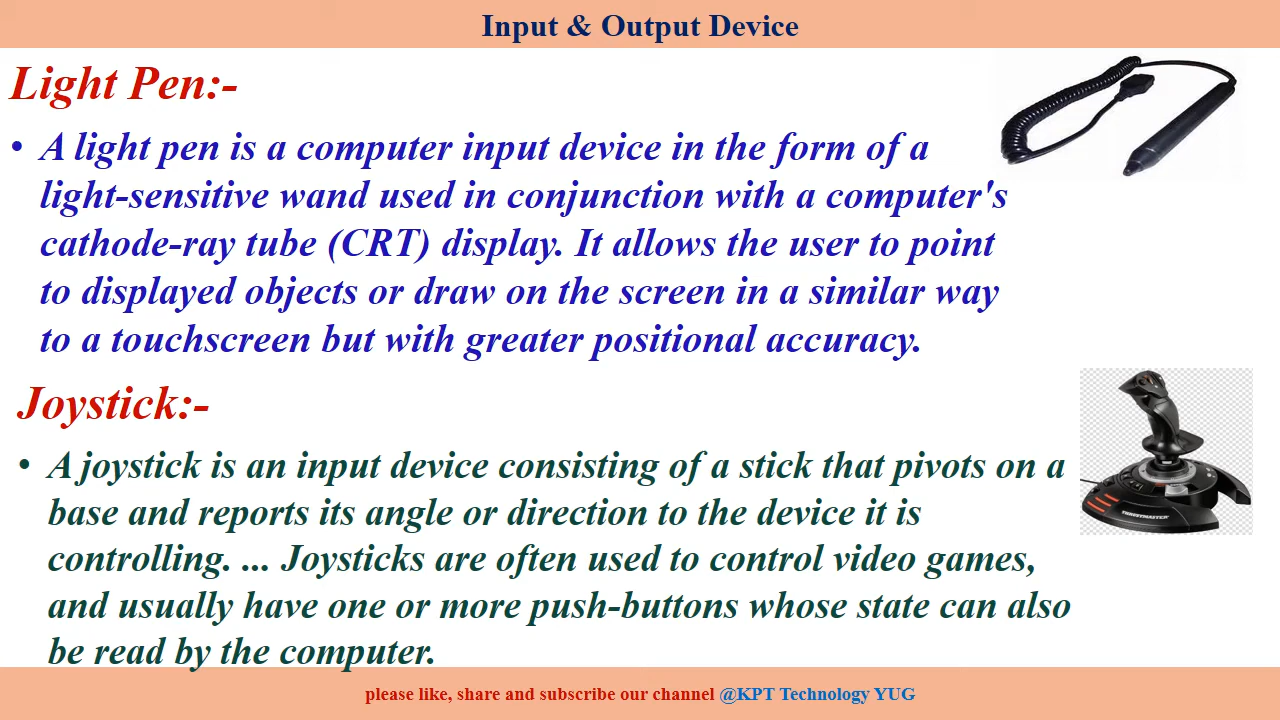 Input & Output Device
Light Pen:-
• A light pen is a computer input device in the form of a
light-sensitive wand used in conjunction with a computer's
cathode-ray tube (CRT) display. It allows the user to point
to displayed objects or draw on the screen in a similar way
to a touchscreen but with greater positional accuracy.
Joystick:-
• A joystick is an input device consisting of a stick that pivots on a
base and reports its angle or direction to the device it is
controlling. ... Joysticks are often used to control video games,
and usually have one or more push-buttons whose state can also
be read by the computer.
THRUSTMASTER
please like, share and subscribe our channel @KPT Technology YUG